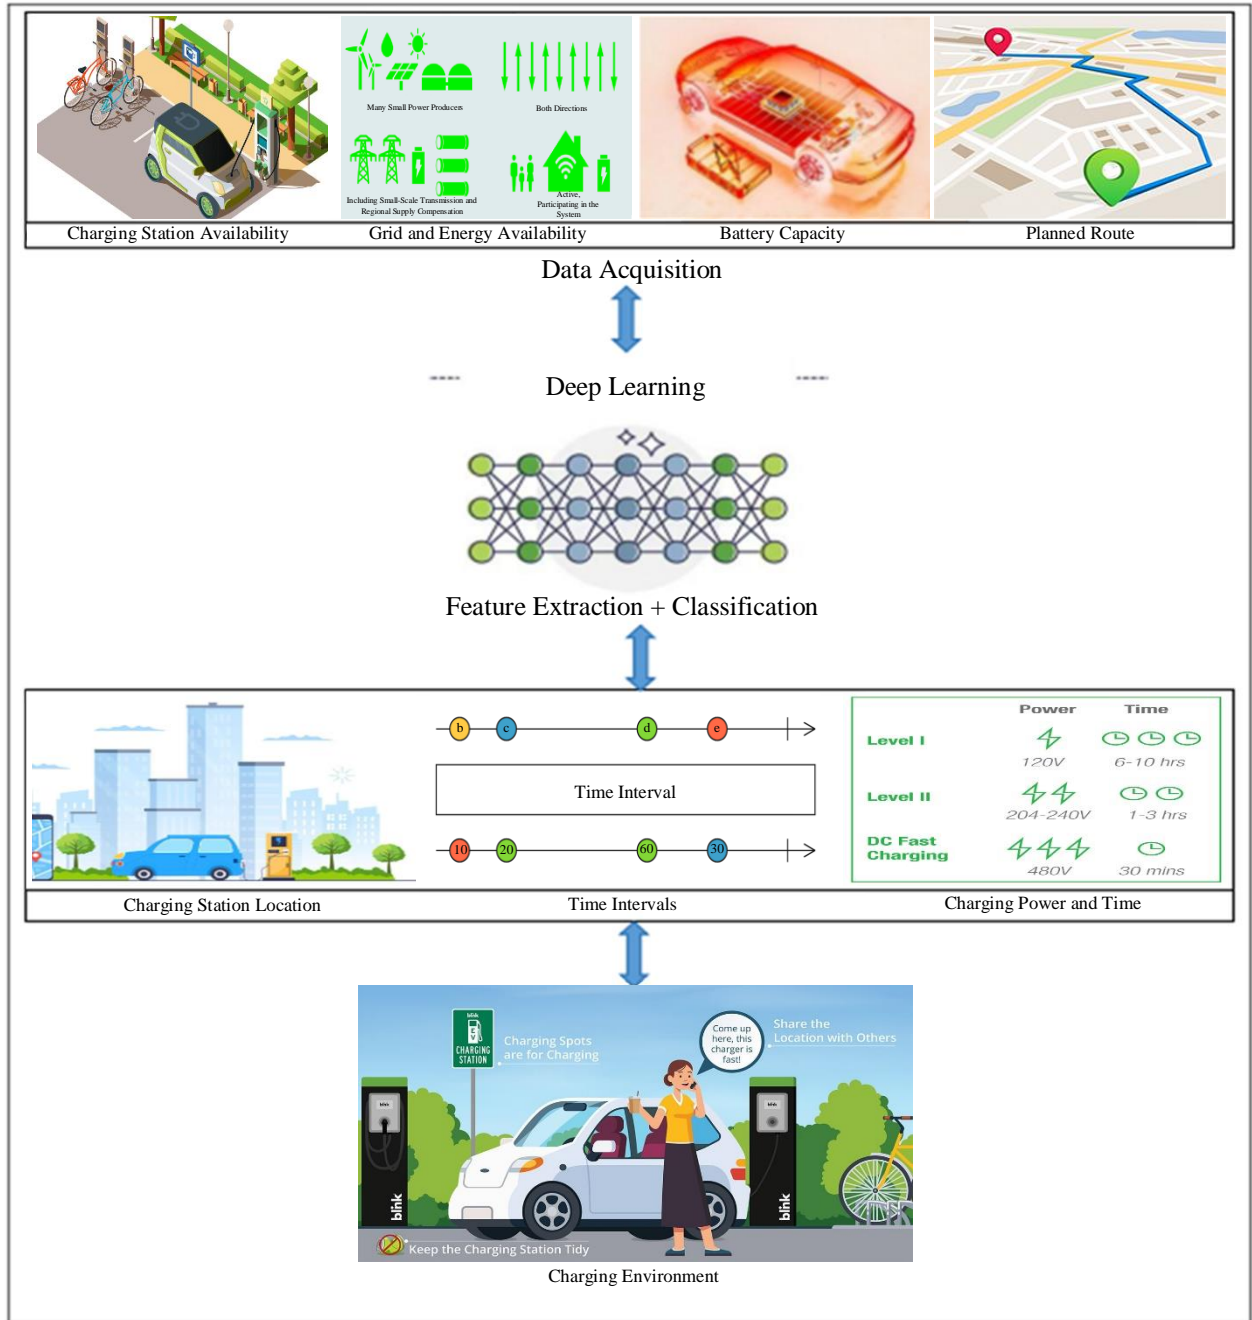 Many Small Power Producers
Both Directions
Including Small-Scale Transmission and
Regional Supply Compensation
Active,
Participating in the
System
Charging Station Availability
Grid and Energy Availability
Battery Capacity
Planned Route
Data Acquisition
Deep Learning
Feature Extraction + Classification
b c d e
Time Interval
10 20 60 30
Power Time
Level I
120V 6-10 hrs
Level II
204-240V 1-3 hrs
DC Fast
Charging
480V 30 mins
Charging Station Location
Time Intervals
Charging Power and Time
blink
EV
CHARGING
STATION
Charging Spots
are for Charging
Come up
here, this
charger is
fast!
Share the
Location with Others
blink
blink
blink
blink
Keep the Charging Station Tidy
Charging Environment